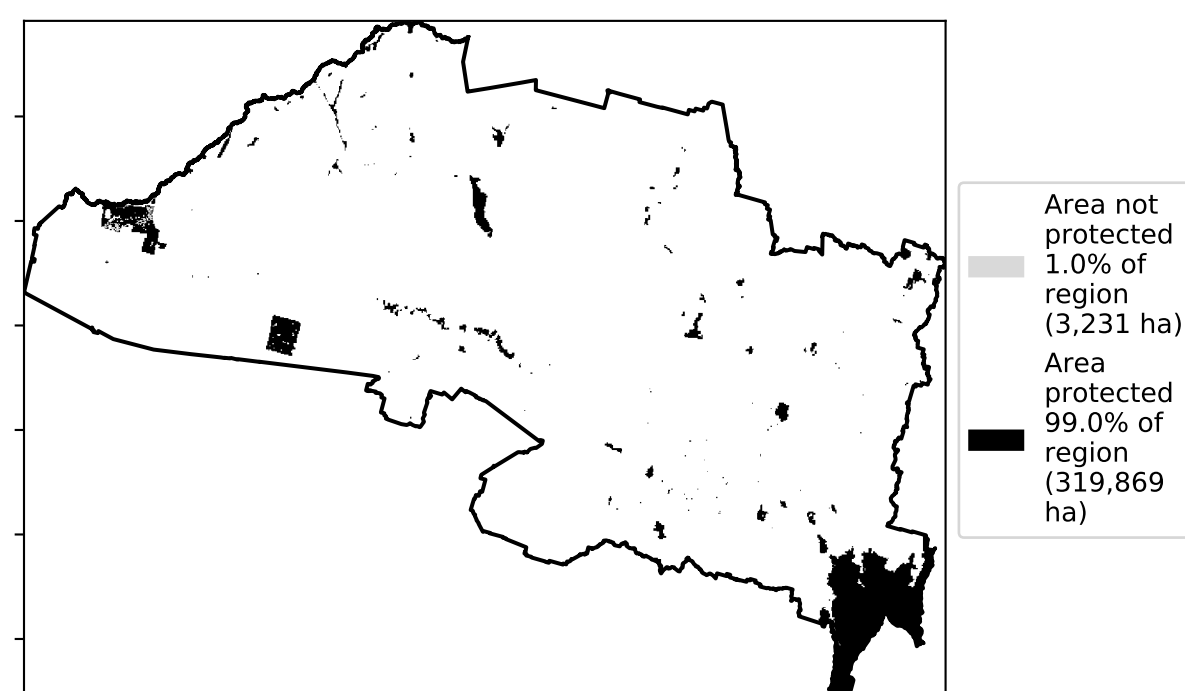 Area not
protected
1.0% of
region
(3,231 ha)
Area
protected
99.0% of
region
(319,869
ha)